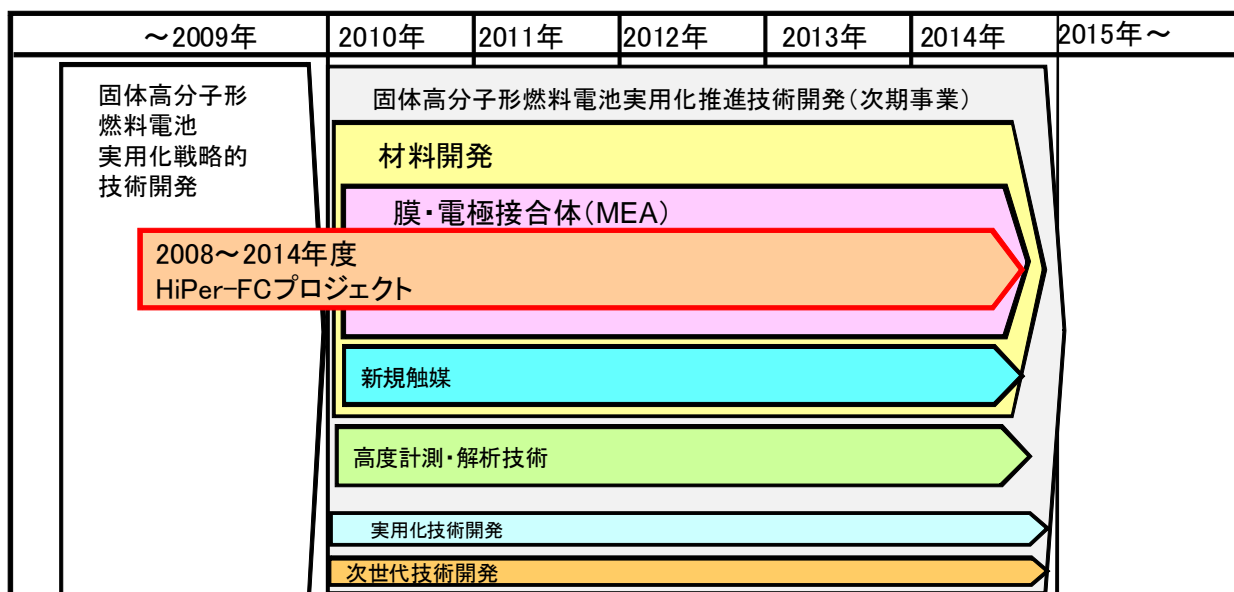 ～2009年
2010年
2011年
2012年
2013年
2014年
2015年～
固体高分子形
燃料電池
実用化戦略的
技術開発
固体高分子形燃料電池実用化推進技術開発(次期事業)
材料開発
膜・電極接合体(MEA)
2008～2014年度
HiPer-FCプロジェクト
新規触媒
高度計測・解析技術
実用化技術開発
次世代技術開発